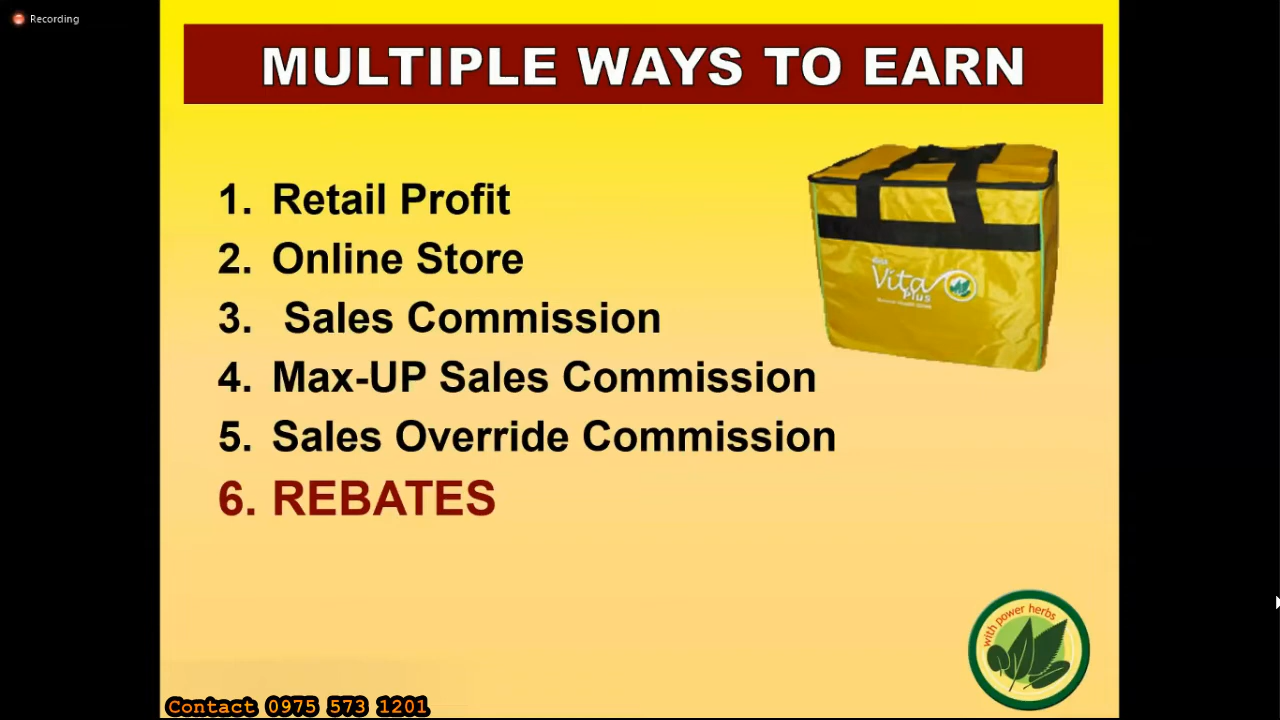 Recording
MULTIPLE WAYS TO EARN
1. Retail Profit
2. Online Store
3. Sales Commission
4. Max-UP Sales Commission
5. Sales Override Commission
6. REBATES
Vita
Plus
with power herbs
Contact 0975 573 1201